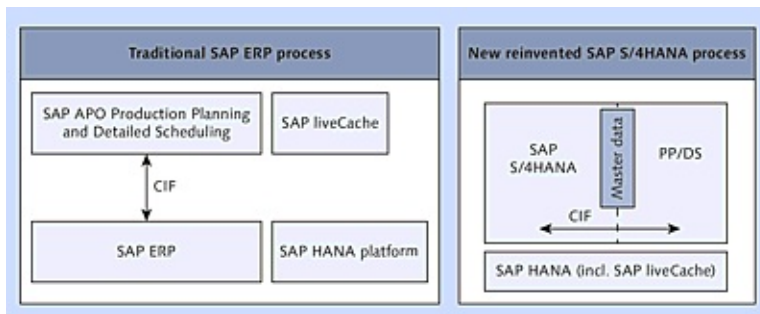 Traditional SAP ERP process
SAP APO Production Planning
and Detailed Scheduling
SAP liveCache
CIF
SAP ERP
SAP HANA platform
New reinvented SAP S/4HANA process
SAP
S/4HANA
Master data
PP/DS
CIF
SAP HANA (incl. SAP liveCache)